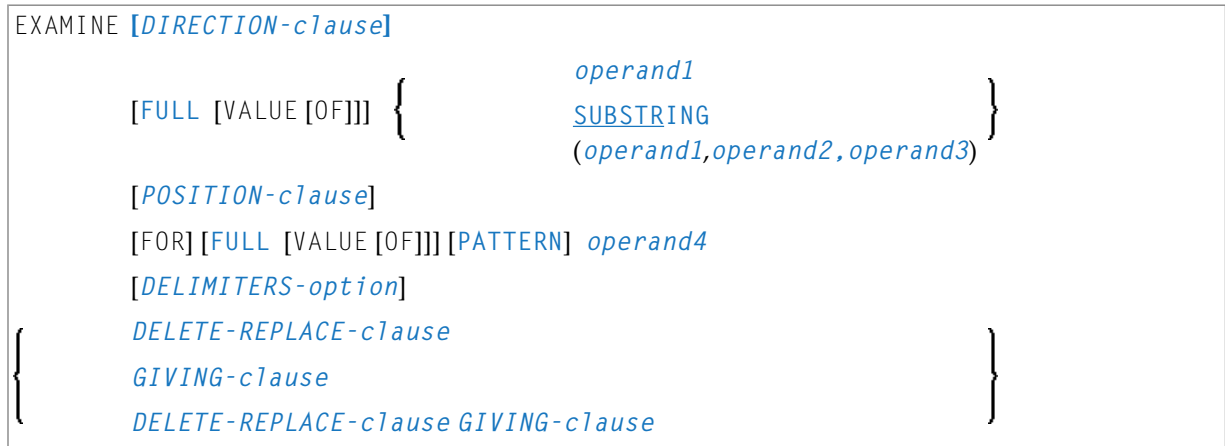 EXAMINE [DIRECTION-clause]
operand1
[FULL [VALUE [OF]]] {
SUBSTRING
}
(operand1,operand2,operand3)
[POSITION-clause]
[FOR] [FULL [VALUE [OF]]] [PATTERN] operand4
[DELIMITERS-option]
DELETE-REPLACE-clause
{ GIVING-clause }
DELETE-REPLACE-clause GIVING-clause